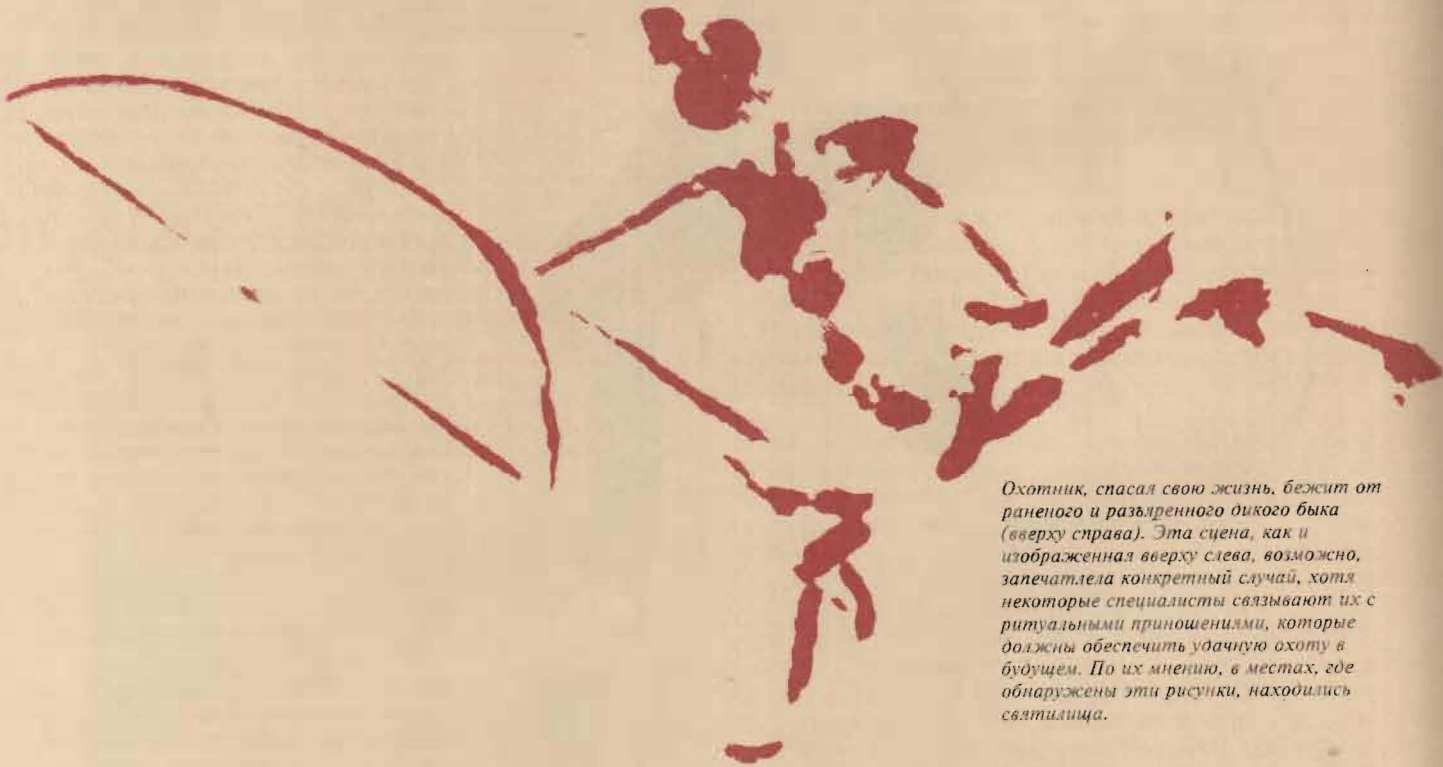 Охотник, спасая свою жизнь, бежит от
раненого и разъяренного дикого быка
(вверху справа). Эта сцена, как и
изображенная вверху слева, возможно,
запечатлела конкретный случай, хотя
некоторые специалисты связывают их с
ритуальными приношениями, которые
должны обеспечить удачную охоту в
будущем. По их мнению, в местах, где
обнаружены эти рисунки, находились
святилища.